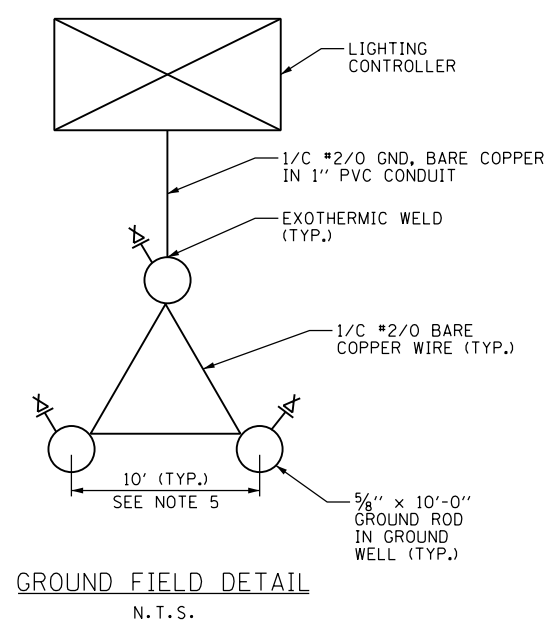 LIGHTING
CONTROLLER
1/C #2/0 GND, BARE COPPER
IN 1" PVC CONDUIT
EXOTHERMIC WELD
(TYP.)
1/C #2/0 BARE
COPPER WIRE (TYP.)
10' (TYP.)
SEE NOTE 5
5/8" x 10'-0"
GROUND ROD
IN GROUND
WELL (TYP.)
GROUND FIELD DETAIL
N.T.S.